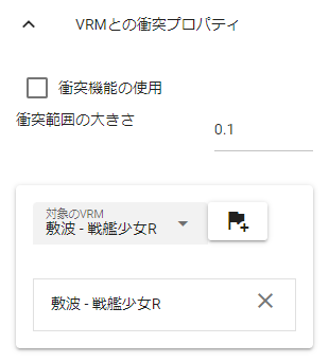 VRMとの衝突プロパティ
衝突機能の使用
衝突範囲の大きさ
0.1
対象のVRM
敷波 - 戦艦少女R
敷波 - 戦艦少女R